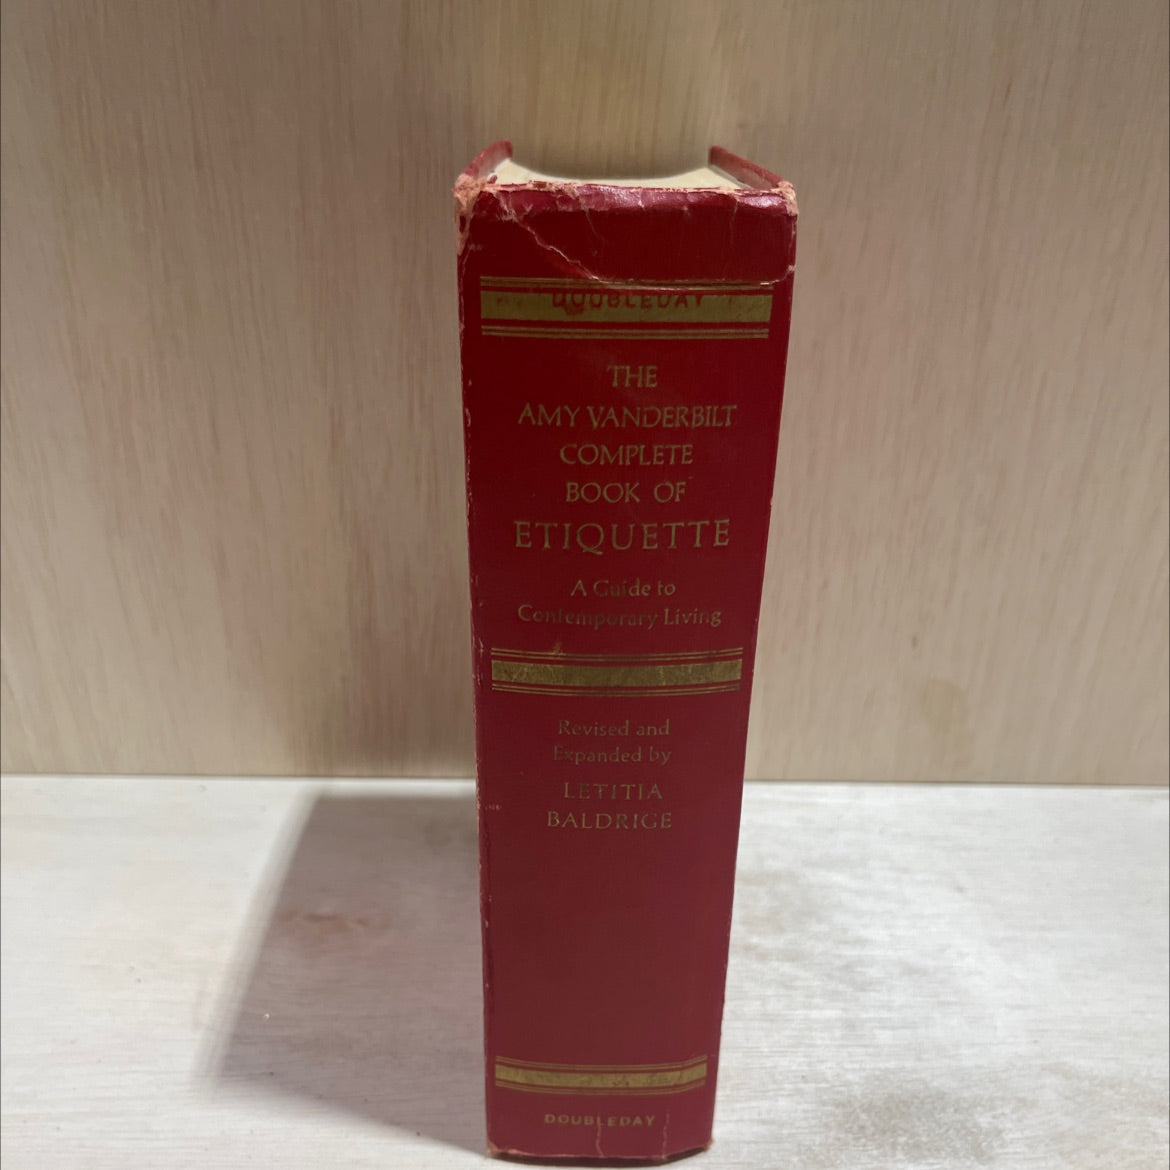 DOUBLEDAY
THE
AMY VANDERBILT
COMPLETE
BOOK OF
ETIQUETTE
A Guide to
Contemporary Living
Revised and
Expanded by
LETITIA
BALDRIGE
DOUBLEDAY